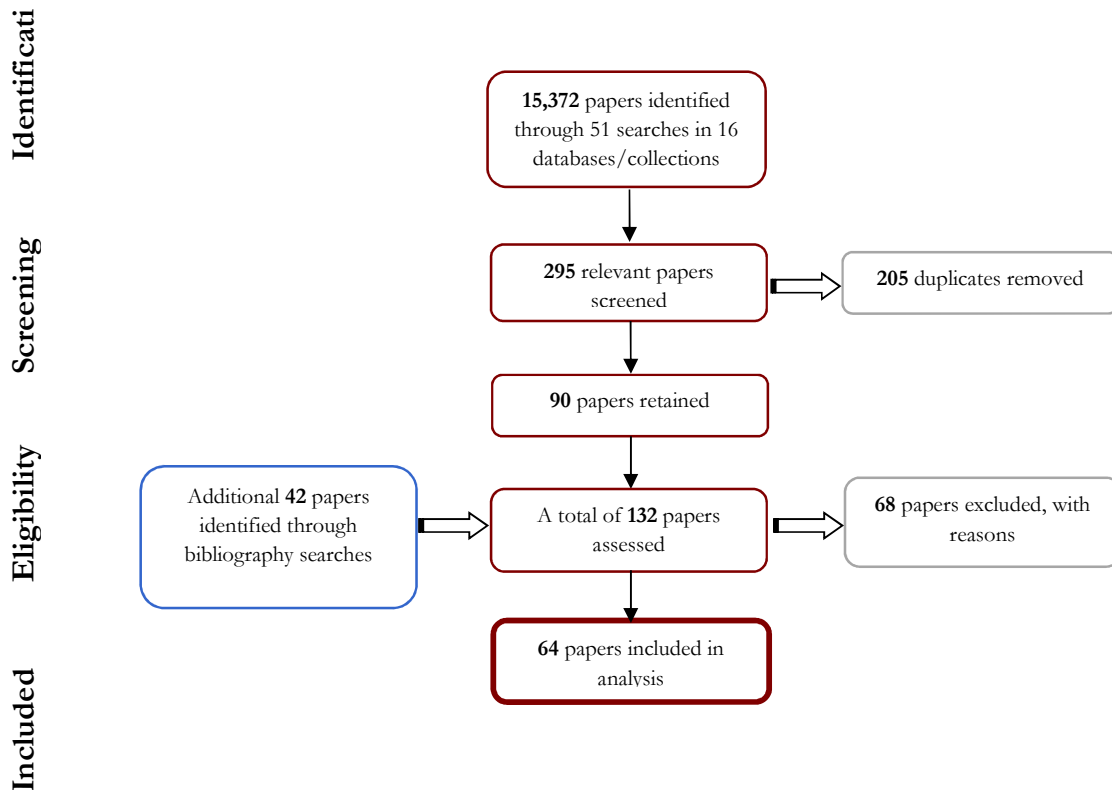 Identificati
15,372 papers identified
through 51 searches in 16
databases/collections
Screening
295 relevant papers
screened
205 duplicates removed
90 papers retained
Eligibility
Additional 42 papers
identified through
bibliography searches
A total of 132 papers
assessed
68 papers excluded, with
reasons
64 papers included in
analysis
Included